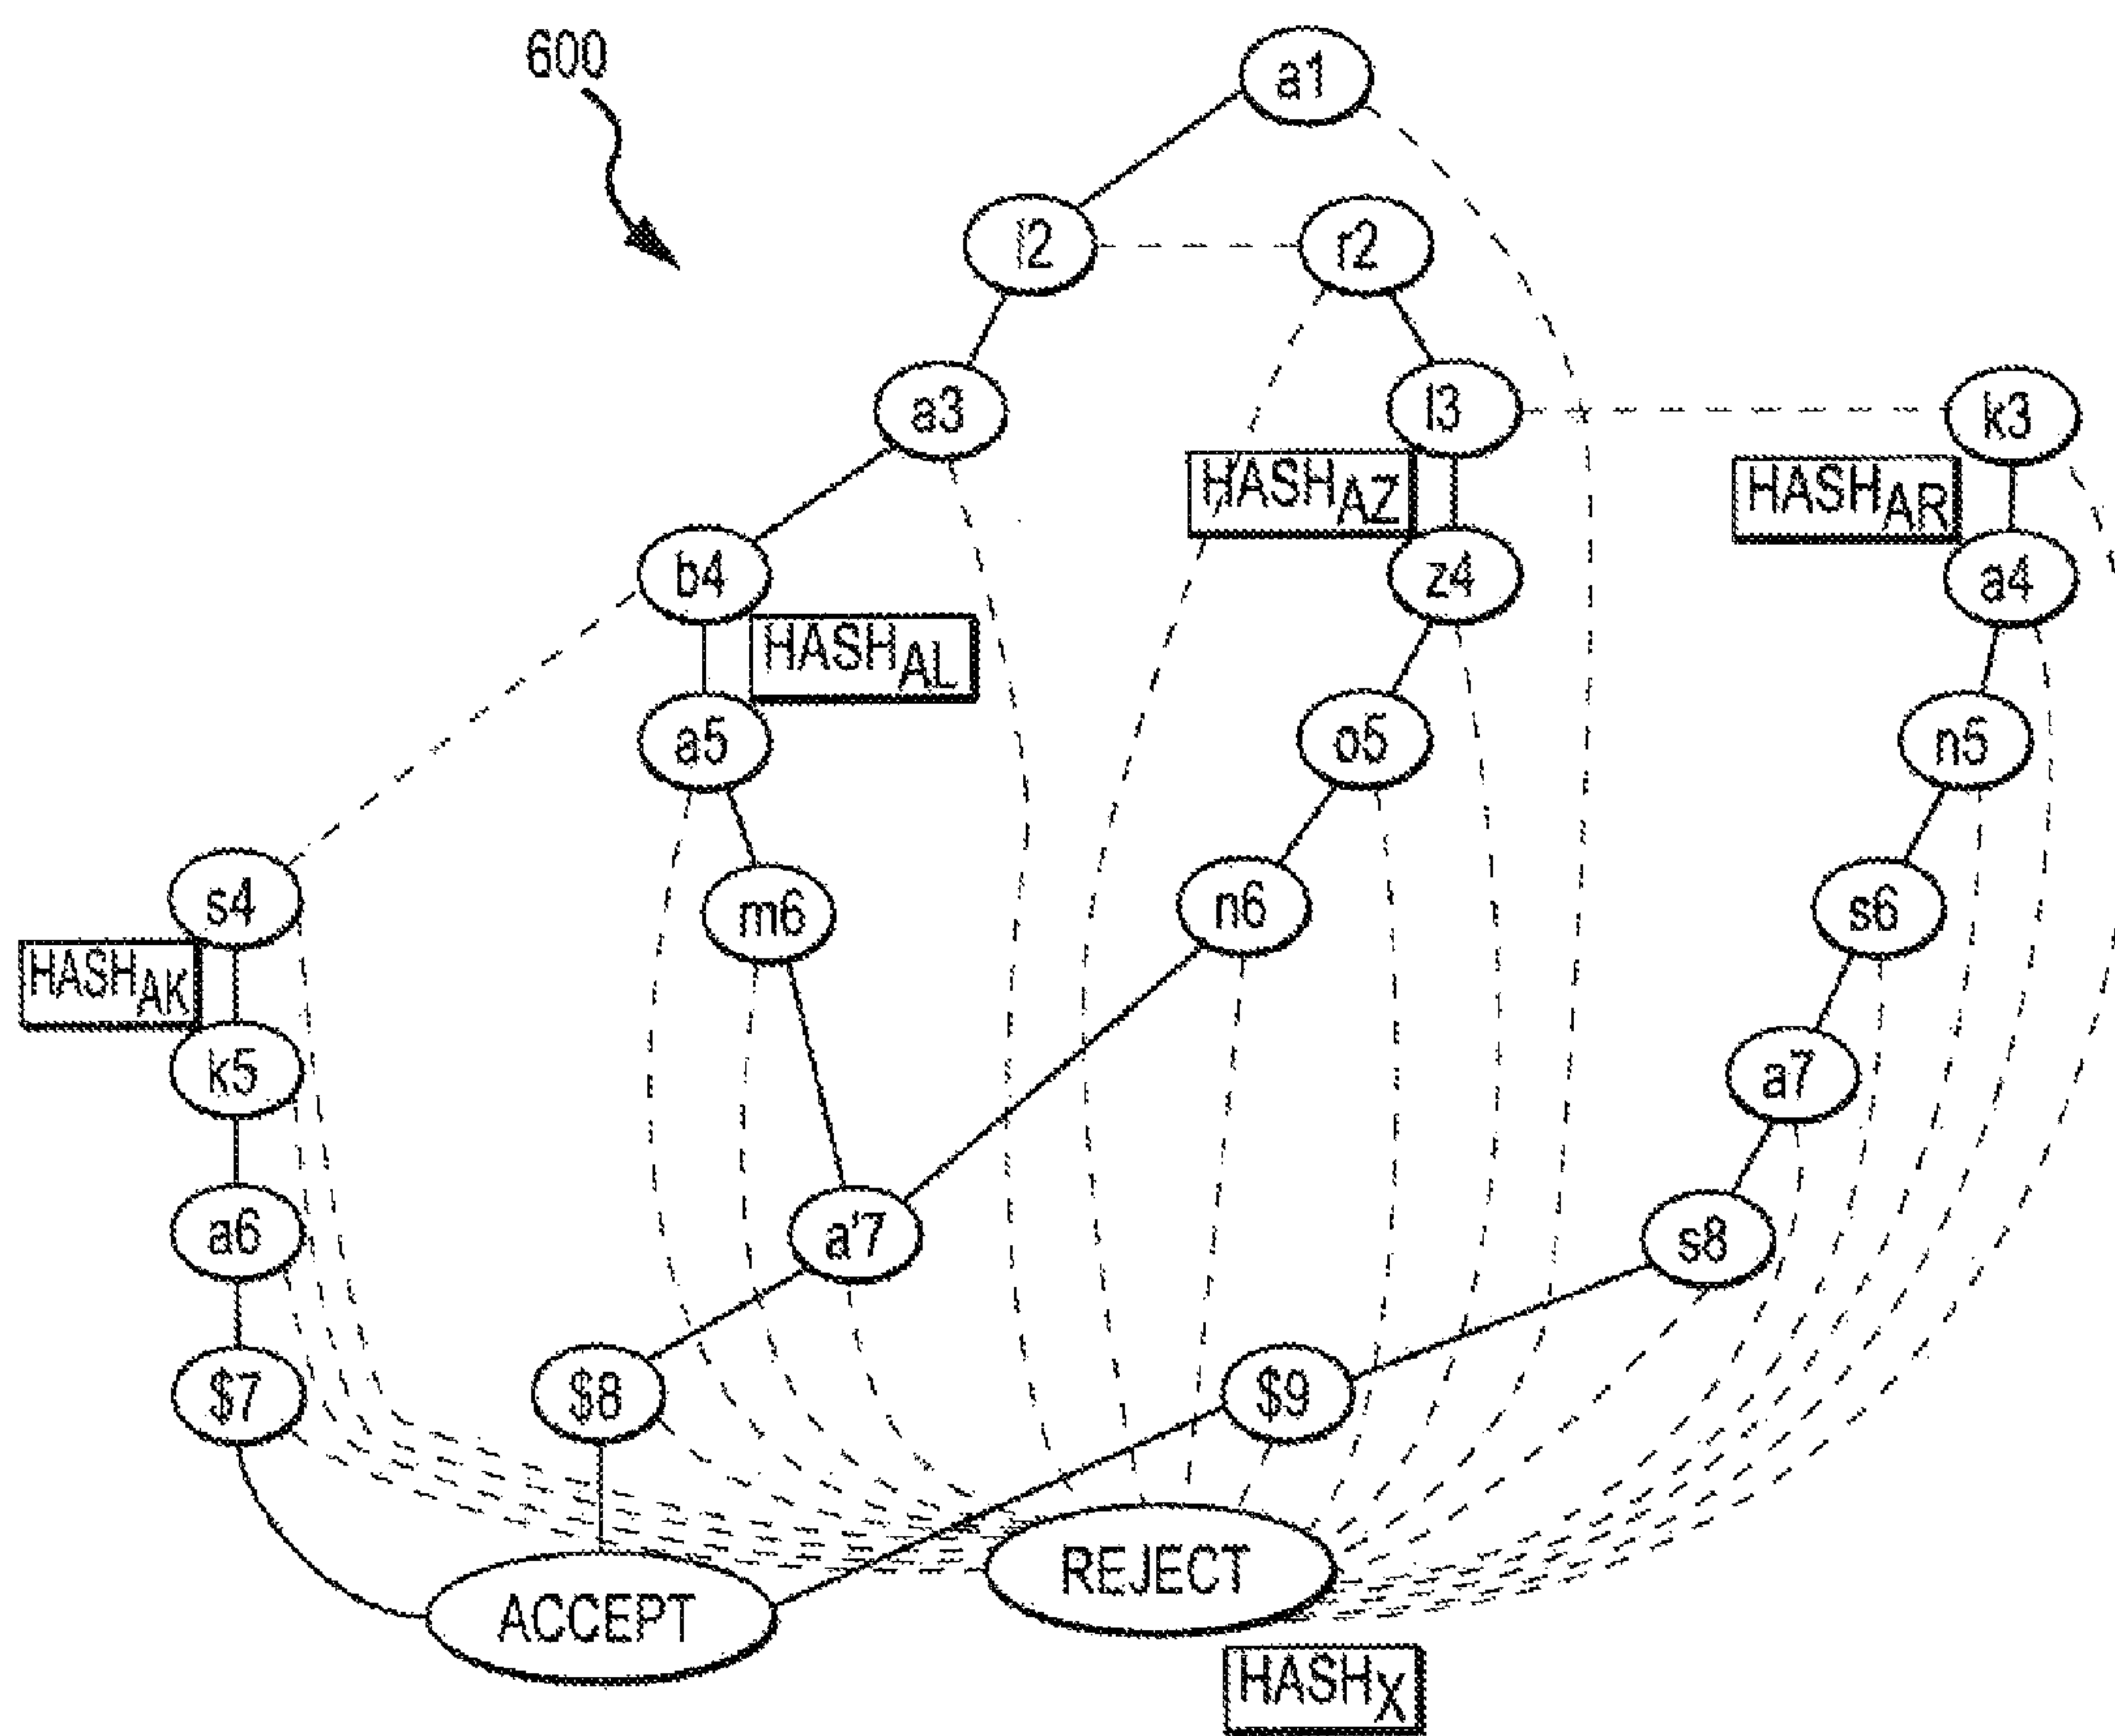 600
a1
l2
r2
a3
l3
k3
HASHAZ
HASHAR
b4
z4
a4
HASHAL
a5
o5
n5
s4
m6
n6
s6
HASHAK
k5
a7
a6
a'7
s8
$7
$8
$9
ACCEPT
REJECT
HASHX